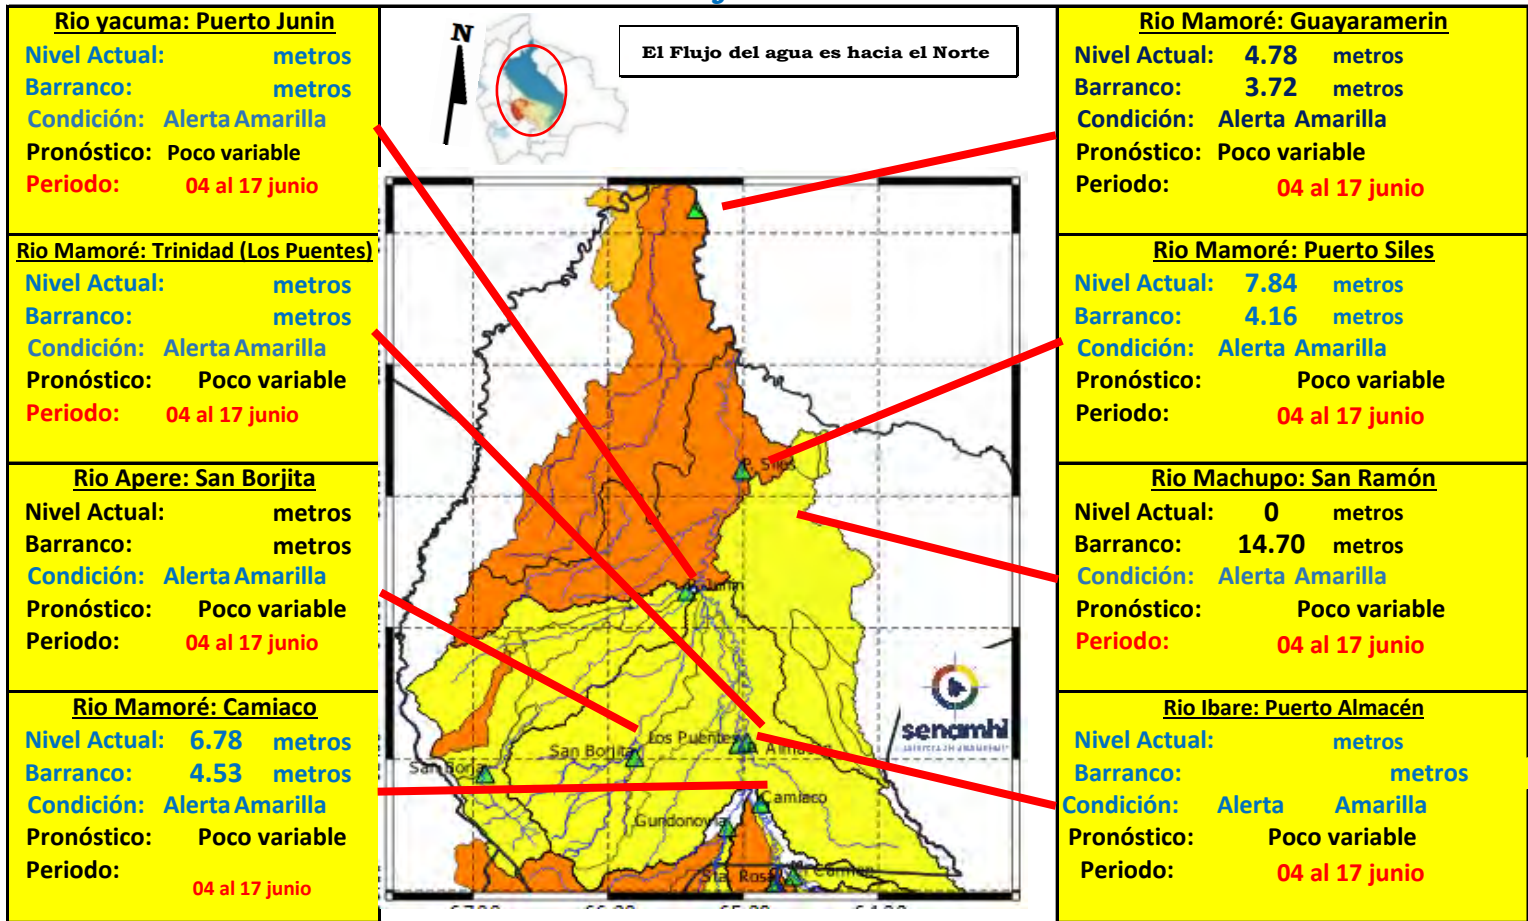 Rio yacuma: Puerto Junin
Nivel Actual: metros
Barranco: metros
Condición: Alerta Amarilla
Pronóstico: Poco variable
Periodo: 04 al 17 junio
Rio Mamoré: Trinidad (Los Puentes)
Nivel Actual: metros
Barranco: metros
Condición: Alerta Amarilla
Pronóstico: Poco variable
Periodo: 04 al 17 junio
Rio Apere: San Borjita
Nivel Actual: metros
Barranco: metros
Condición: Alerta Amarilla
Pronóstico: Poco variable
Periodo: 04 al 17 junio
Rio Mamoré: Camiaco
Nivel Actual: 6.78 metros
Barranco: 4.53 metros
Condición: Alerta Amarilla
Pronóstico: Poco variable
Periodo:
04 al 17 junio
N
El Flujo del agua es hacia el Norte
P. Siles
Junin
Los Puentes
P. Almacén
San Borjita
San Borja
Camiaco
Gundonovia
Sta. Rosa
Carmen
senamhi
Rio Mamoré: Guayaramerin
Nivel Actual: 4.78 metros
Barranco: 3.72 metros
Condición: Alerta Amarilla
Pronóstico: Poco variable
Periodo: 04 al 17 junio
Rio Mamoré: Puerto Siles
Nivel Actual: 7.84 metros
Barranco: 4.16 metros
Condición: Alerta Amarilla
Pronóstico: Poco variable
Periodo: 04 al 17 junio
Rio Machupo: San Ramón
Nivel Actual: 0 metros
Barranco: 14.70 metros
Condición: Alerta Amarilla
Pronóstico: Poco variable
Periodo: 04 al 17 junio
Rio Ibare: Puerto Almacén
Nivel Actual: metros
Barranco: metros
Condición: Alerta Amarilla
Pronóstico: Poco variable
Periodo: 04 al 17 junio